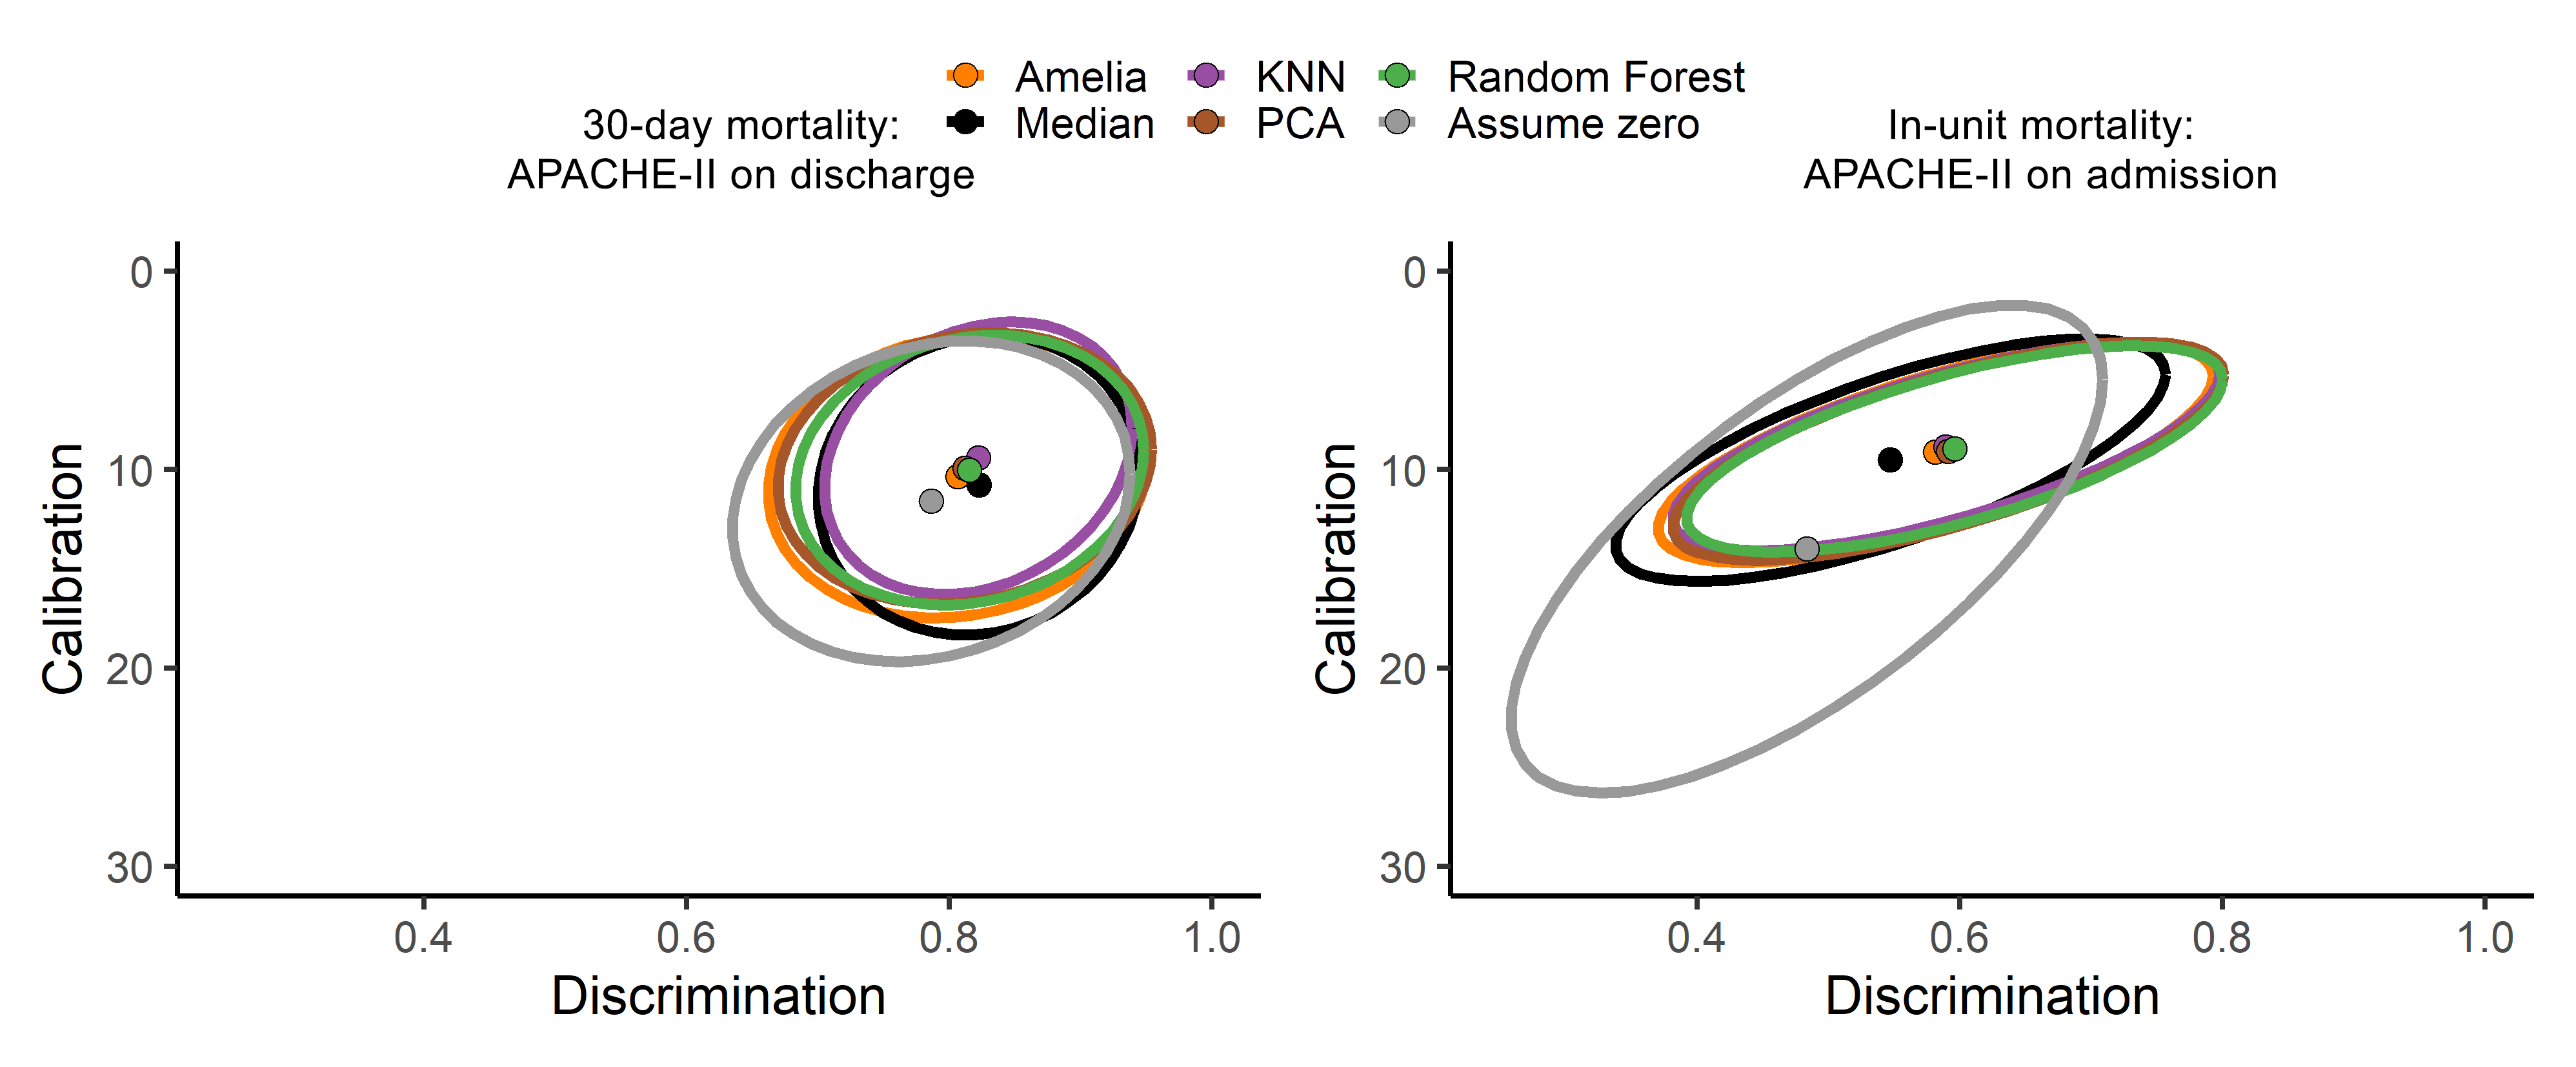 Amelia KNN Random Forest
Median PCA Assume zero
30-day mortality:
APACHE-II on discharge
In-unit mortality:
APACHE-II on admission
Calibration
0
10
20
30
0.4 0.6 0.8 1.0
Discrimination
Calibration
0
10
20
30
0.4 0.6 0.8 1.0
Discrimination